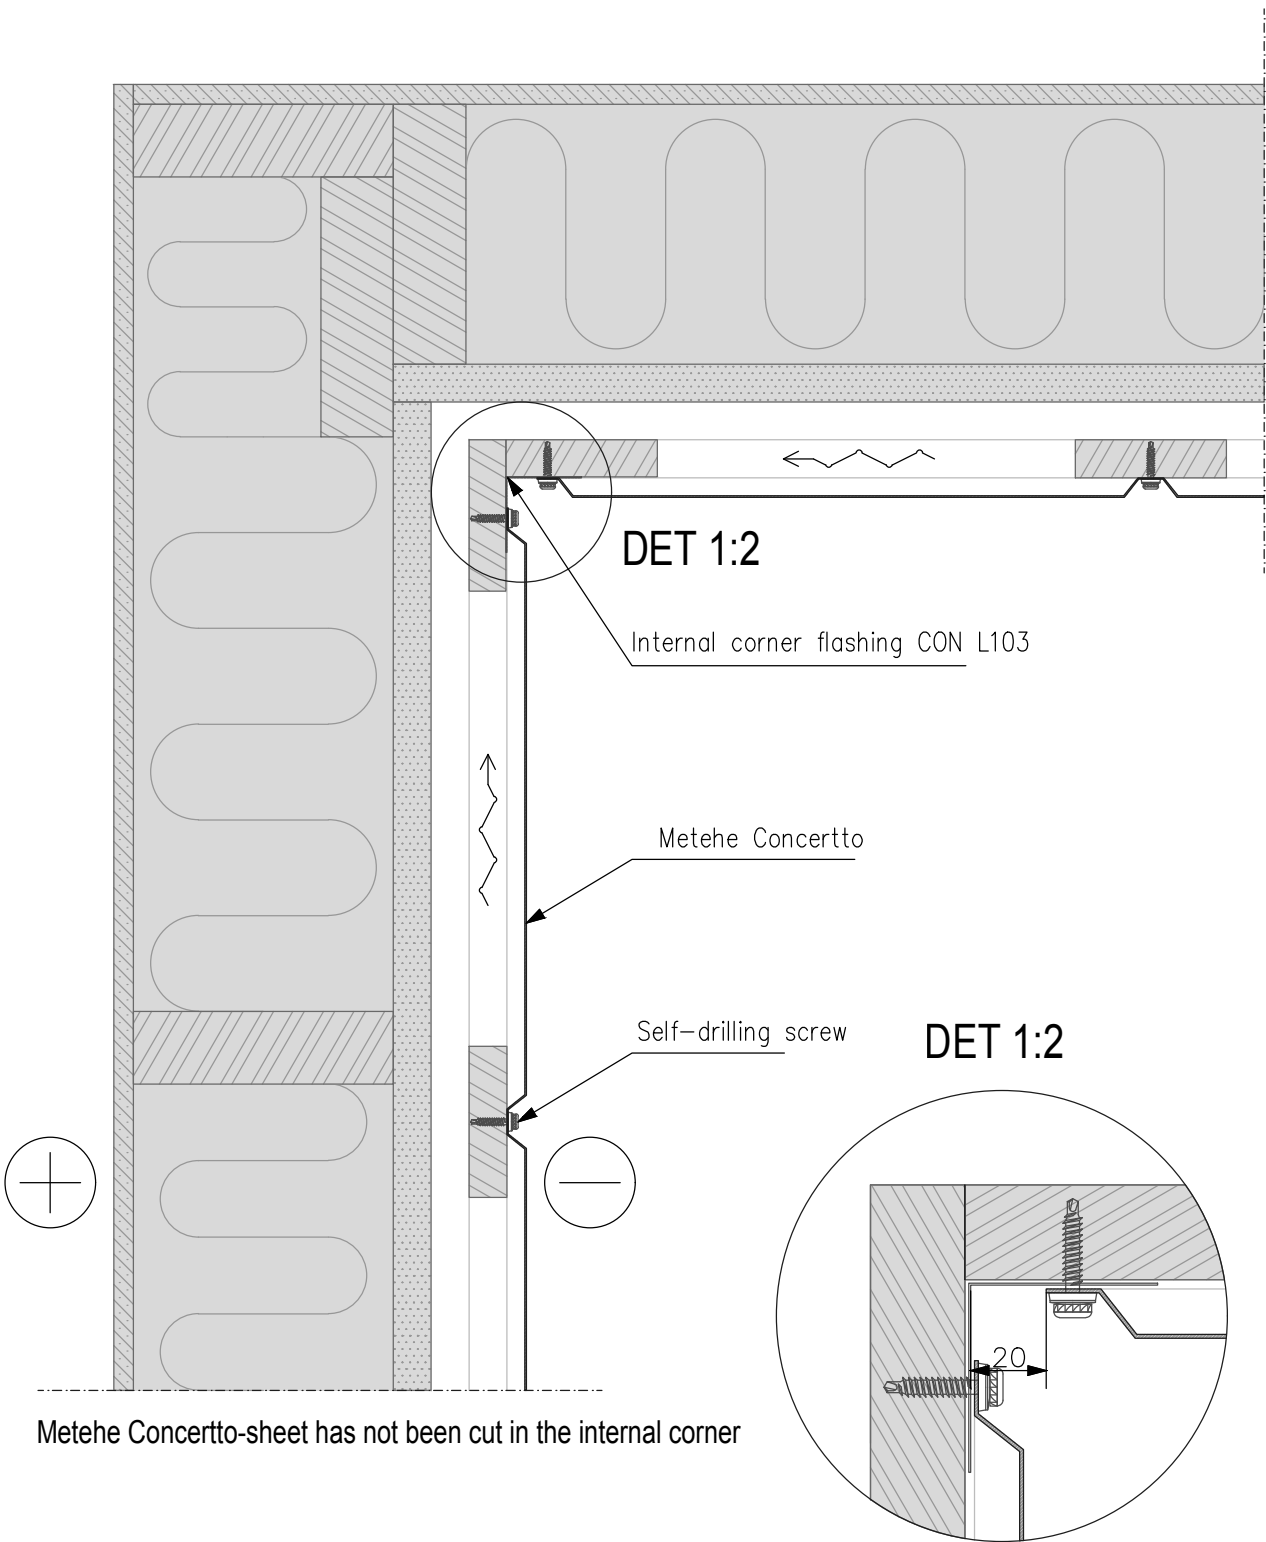 DET 1:2
Internal corner flashing CON L103
Metehe Concertto
Self-drilling screw
DET 1:2
20
Metehe Concertto-sheet has not been cut in the internal corner